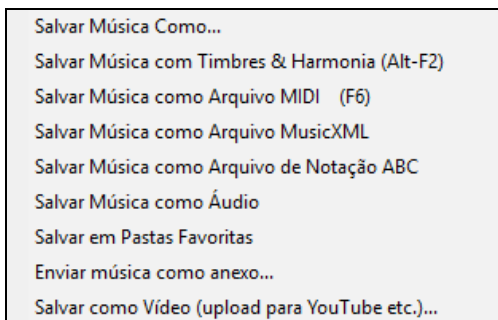 Salvar Música Como...
Salvar Música com Timbres & Harmonia (Alt-F2)
Salvar Música como Arquivo MIDI (F6)
Salvar Música como Arquivo MusicXML
Salvar Música como Arquivo de Notação ABC
Salvar Música como Áudio
Salvar em Pastas Favoritas
Enviar música como anexo...
Salvar como Vídeo (upload para YouTube etc.)...